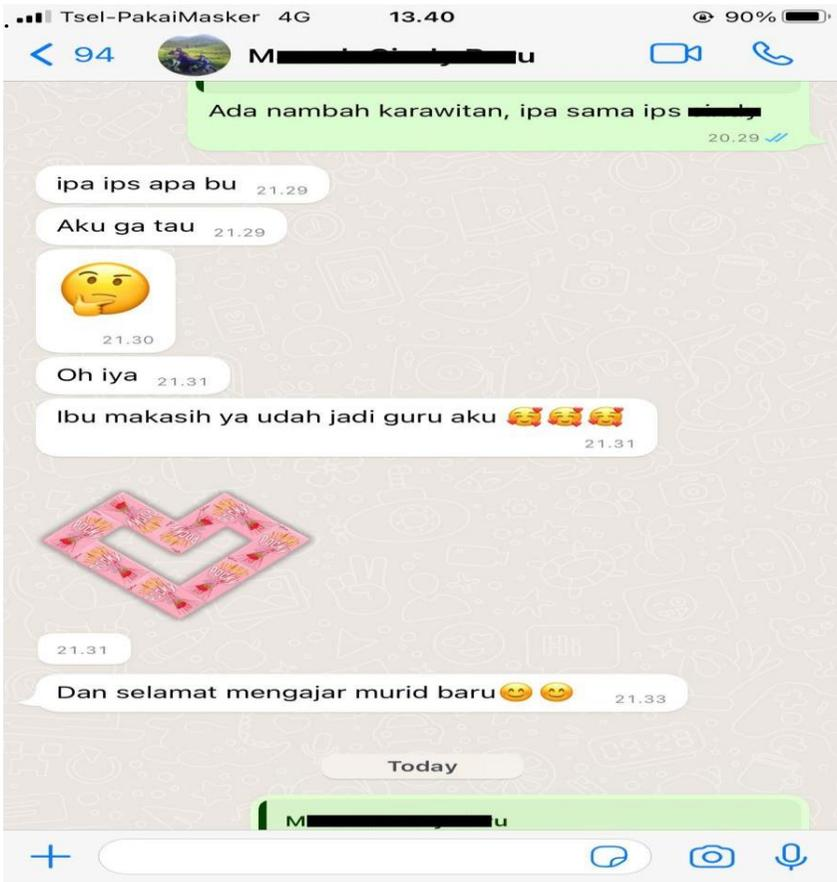 Tsel-PakaiMasker 4G 13.40 90%
94 M u
Ada nambah karawitan, ipa sama ips
20.29
ipa ips apa bu 21.29
Aku ga tau 21.29
21.30
Oh iya 21.31
Ibu makasih ya udah jadi guru aku 🥰🥰🥰
21.31
21.31
Dan selamat mengajar murid baru😊😊 21.33
Today
M u